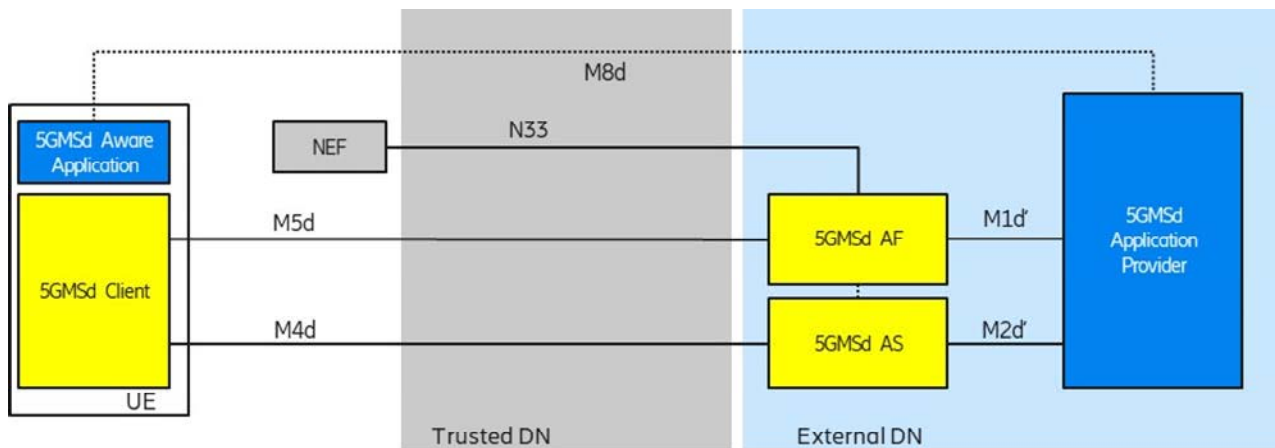 M8d
5GMSd Aware
Application
NEF
N33
M5d
5GMSd AF
M1d'
5GMSd
Application
Provider
5GMSd Client
M4d
5GMSd AS
M2d'
UE
Trusted DN
External DN